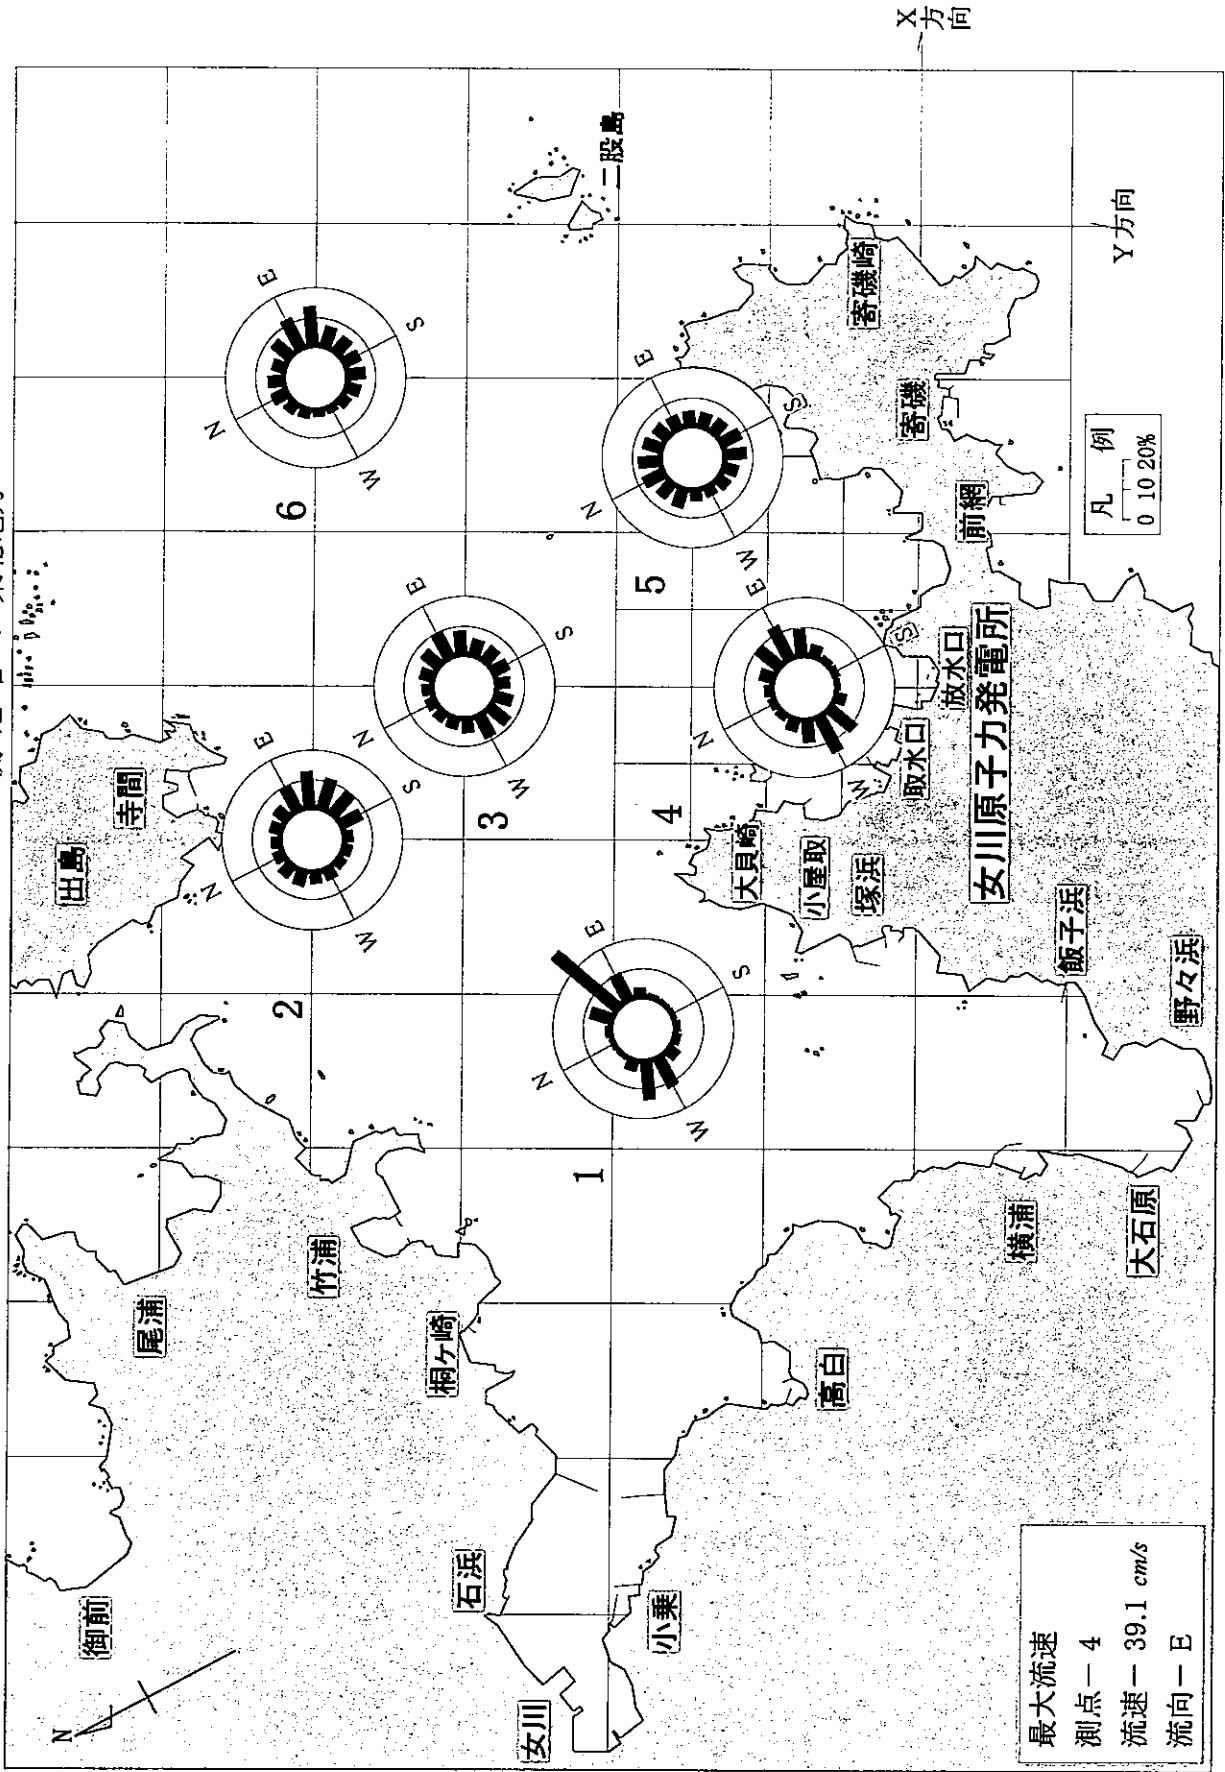 N
御前
尾浦
出島
寺間
竹浦
桐ケ崎
石浜
女川
小乗
高白
横浦
大石原
野々浜
飯子浜
塚浜
小屋取
大貝崎
取水口
放水口
女川原子力発電所
前網
寄磯
寄磯崎
二股島
1
N
E
S
W
2
N
E
S
W
3
N
E
S
W
4
N
E
S
W
5
N
E
S
W
6
N
E
S
W
X方向
Y方向
凡 例
0 10 20%
最大流速
測点－4
流速－39.1 cm/s
流向－E